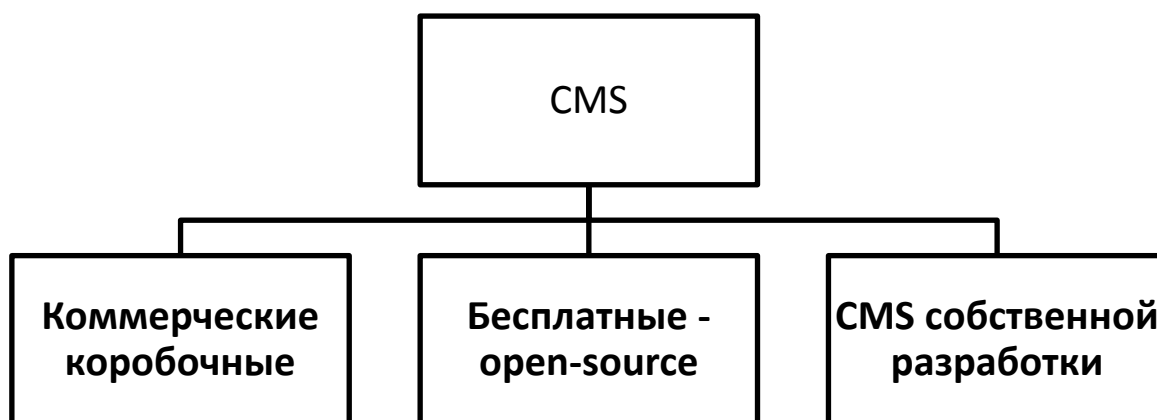 CMS
Коммерческие
коробочные
Бесплатные -
open-source
CMS собственной
разработки